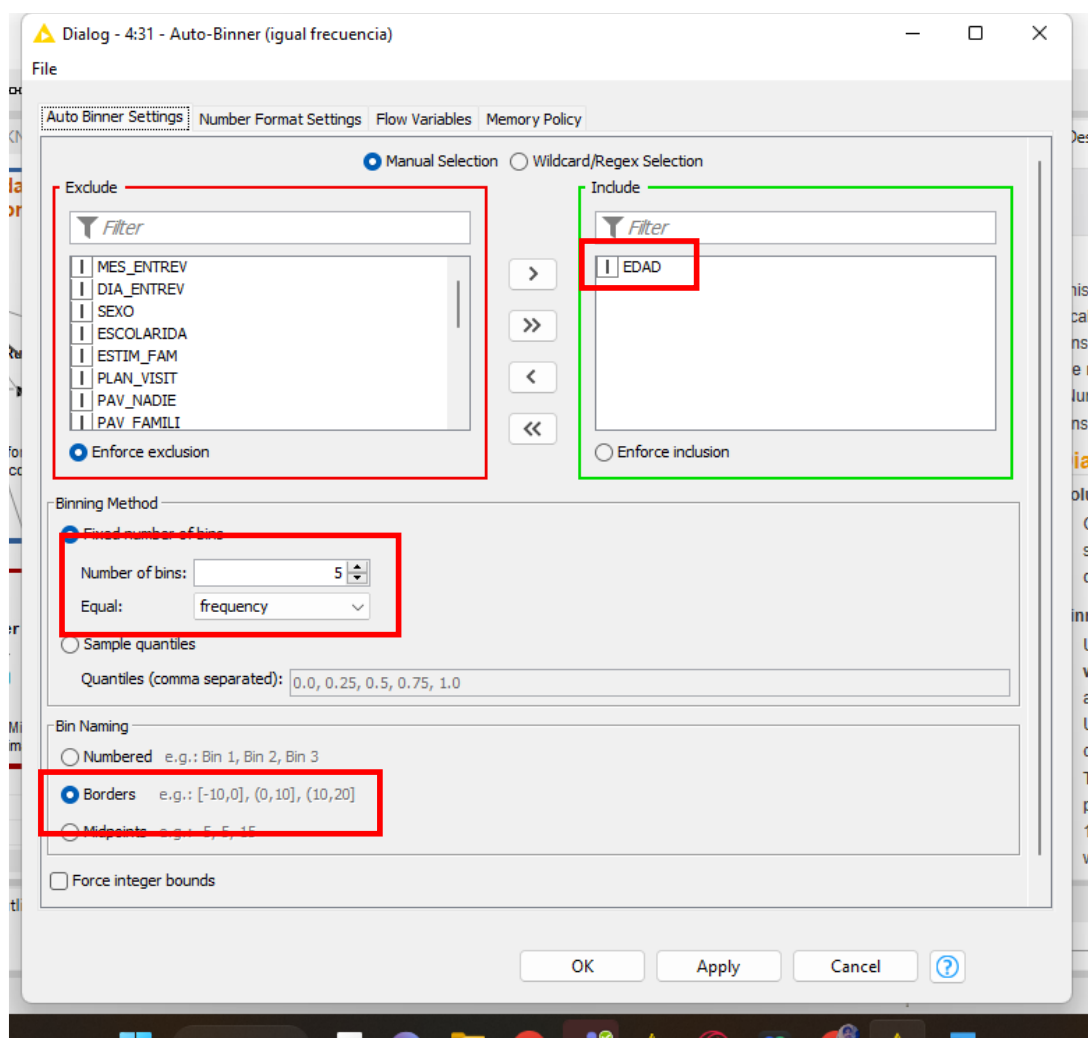 Dialog - 4:31 - Auto-Binner (igual frecuencia)
File
Auto Binner Settings Number Format Settings Flow Variables Memory Policy
Manual Selection Wildcard/Regex Selection
Exclude
Include
Filter
Filter
MES_ENTREV
DIA_ENTREV
SEXO
ESCOLARIDA
ESTIM_FAM
PLAN_VISIT
PAV_NADIE
PAV_FAMILI
EDAD
>
>>
<
<<
Enforce exclusion
Enforce inclusion
Binning Method
Fixed number of bins
Number of bins: 5
Equal: frequency
Sample quantiles
Quantiles (comma separated): 0.0, 0.25, 0.5, 0.75, 1.0
Bin Naming
Numbered e.g.: Bin 1, Bin 2, Bin 3
Borders e.g.: [-10,0], (0,10], (10,20]
Midpoints e.g.: -5, 5, 15
Force integer bounds
OK Apply Cancel ?